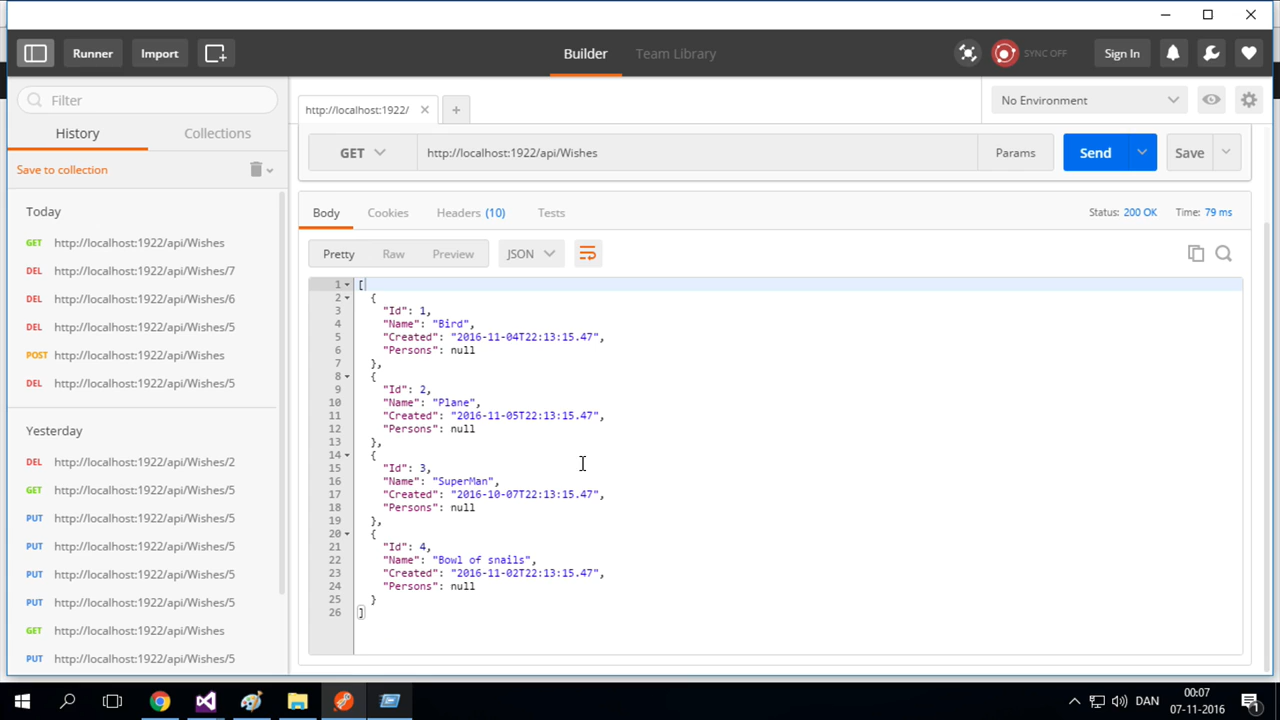 Runner
Import
Builder
Team Library
SYNC OFF
Sign In
Filter
http://localhost:1922/
No Environment
History
Collections
GET
http://localhost:1922/api/Wishes
Params
Send
Save
Save to collection
Today
GET http://localhost:1922/api/Wishes
DEL http://localhost:1922/api/Wishes/7
DEL http://localhost:1922/api/Wishes/6
DEL http://localhost:1922/api/Wishes/5
POST http://localhost:1922/api/Wishes
DEL http://localhost:1922/api/Wishes/5
Yesterday
DEL http://localhost:1922/api/Wishes/2
GET http://localhost:1922/api/Wishes/5
PUT http://localhost:1922/api/Wishes/5
PUT http://localhost:1922/api/Wishes/5
PUT http://localhost:1922/api/Wishes/5
PUT http://localhost:1922/api/Wishes/5
GET http://localhost:1922/api/Wishes
PUT http://localhost:1922/api/Wishes/5
Body Cookies Headers (10) Tests
Status: 200 OK Time: 79 ms
Pretty Raw Preview JSON
1 [
2 {
3 "Id": 1,
4 "Name": "Bird",
5 "Created": "2016-11-04T22:13:15.47",
6 "Persons": null
7 },
8 {
9 "Id": 2,
10 "Name": "Plane",
11 "Created": "2016-11-05T22:13:15.47",
12 "Persons": null
13 },
14 {
15 "Id": 3,
16 "Name": "SuperMan",
17 "Created": "2016-10-07T22:13:15.47",
18 "Persons": null
19 },
20 {
21 "Id": 4,
22 "Name": "Bowl of snails",
23 "Created": "2016-11-02T22:13:15.47",
24 "Persons": null
25 }
26 ]
DAN
00:07
07-11-2016
1